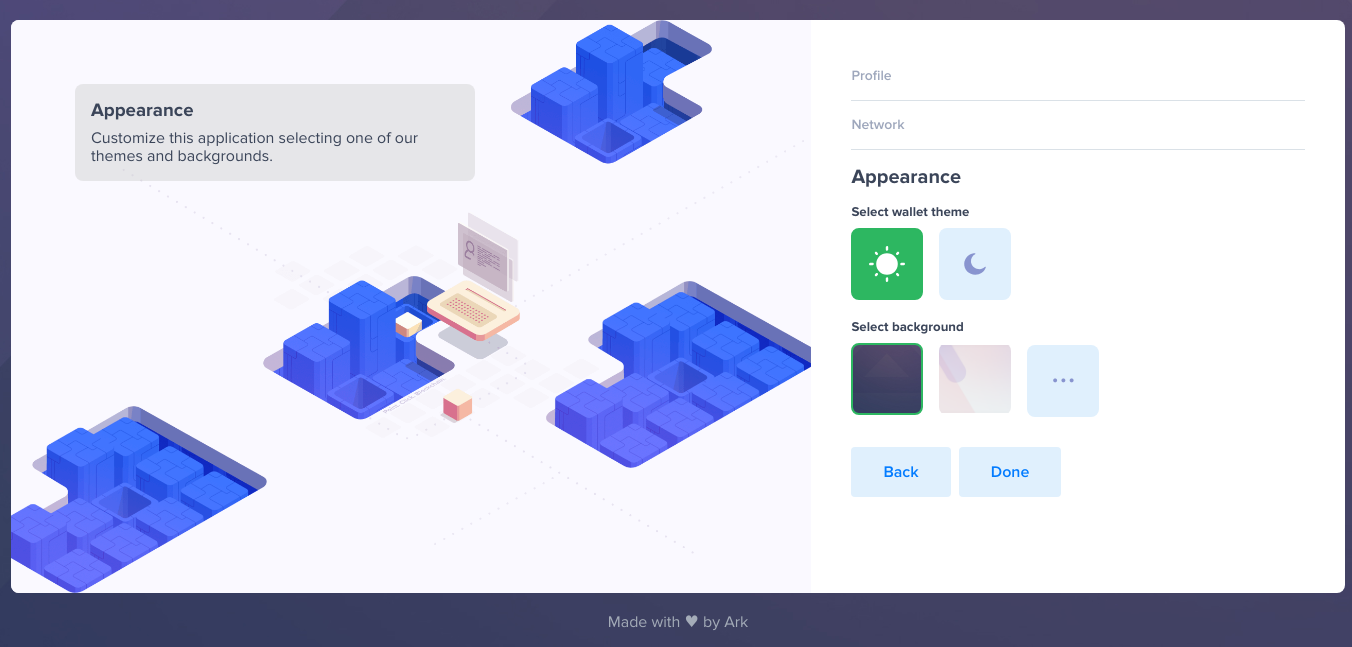 Appearance
Customize this application selecting one of our
themes and backgrounds.
Profile
Network
Appearance
Select wallet theme
Select background
Back
Done
Made with ♥ by Ark